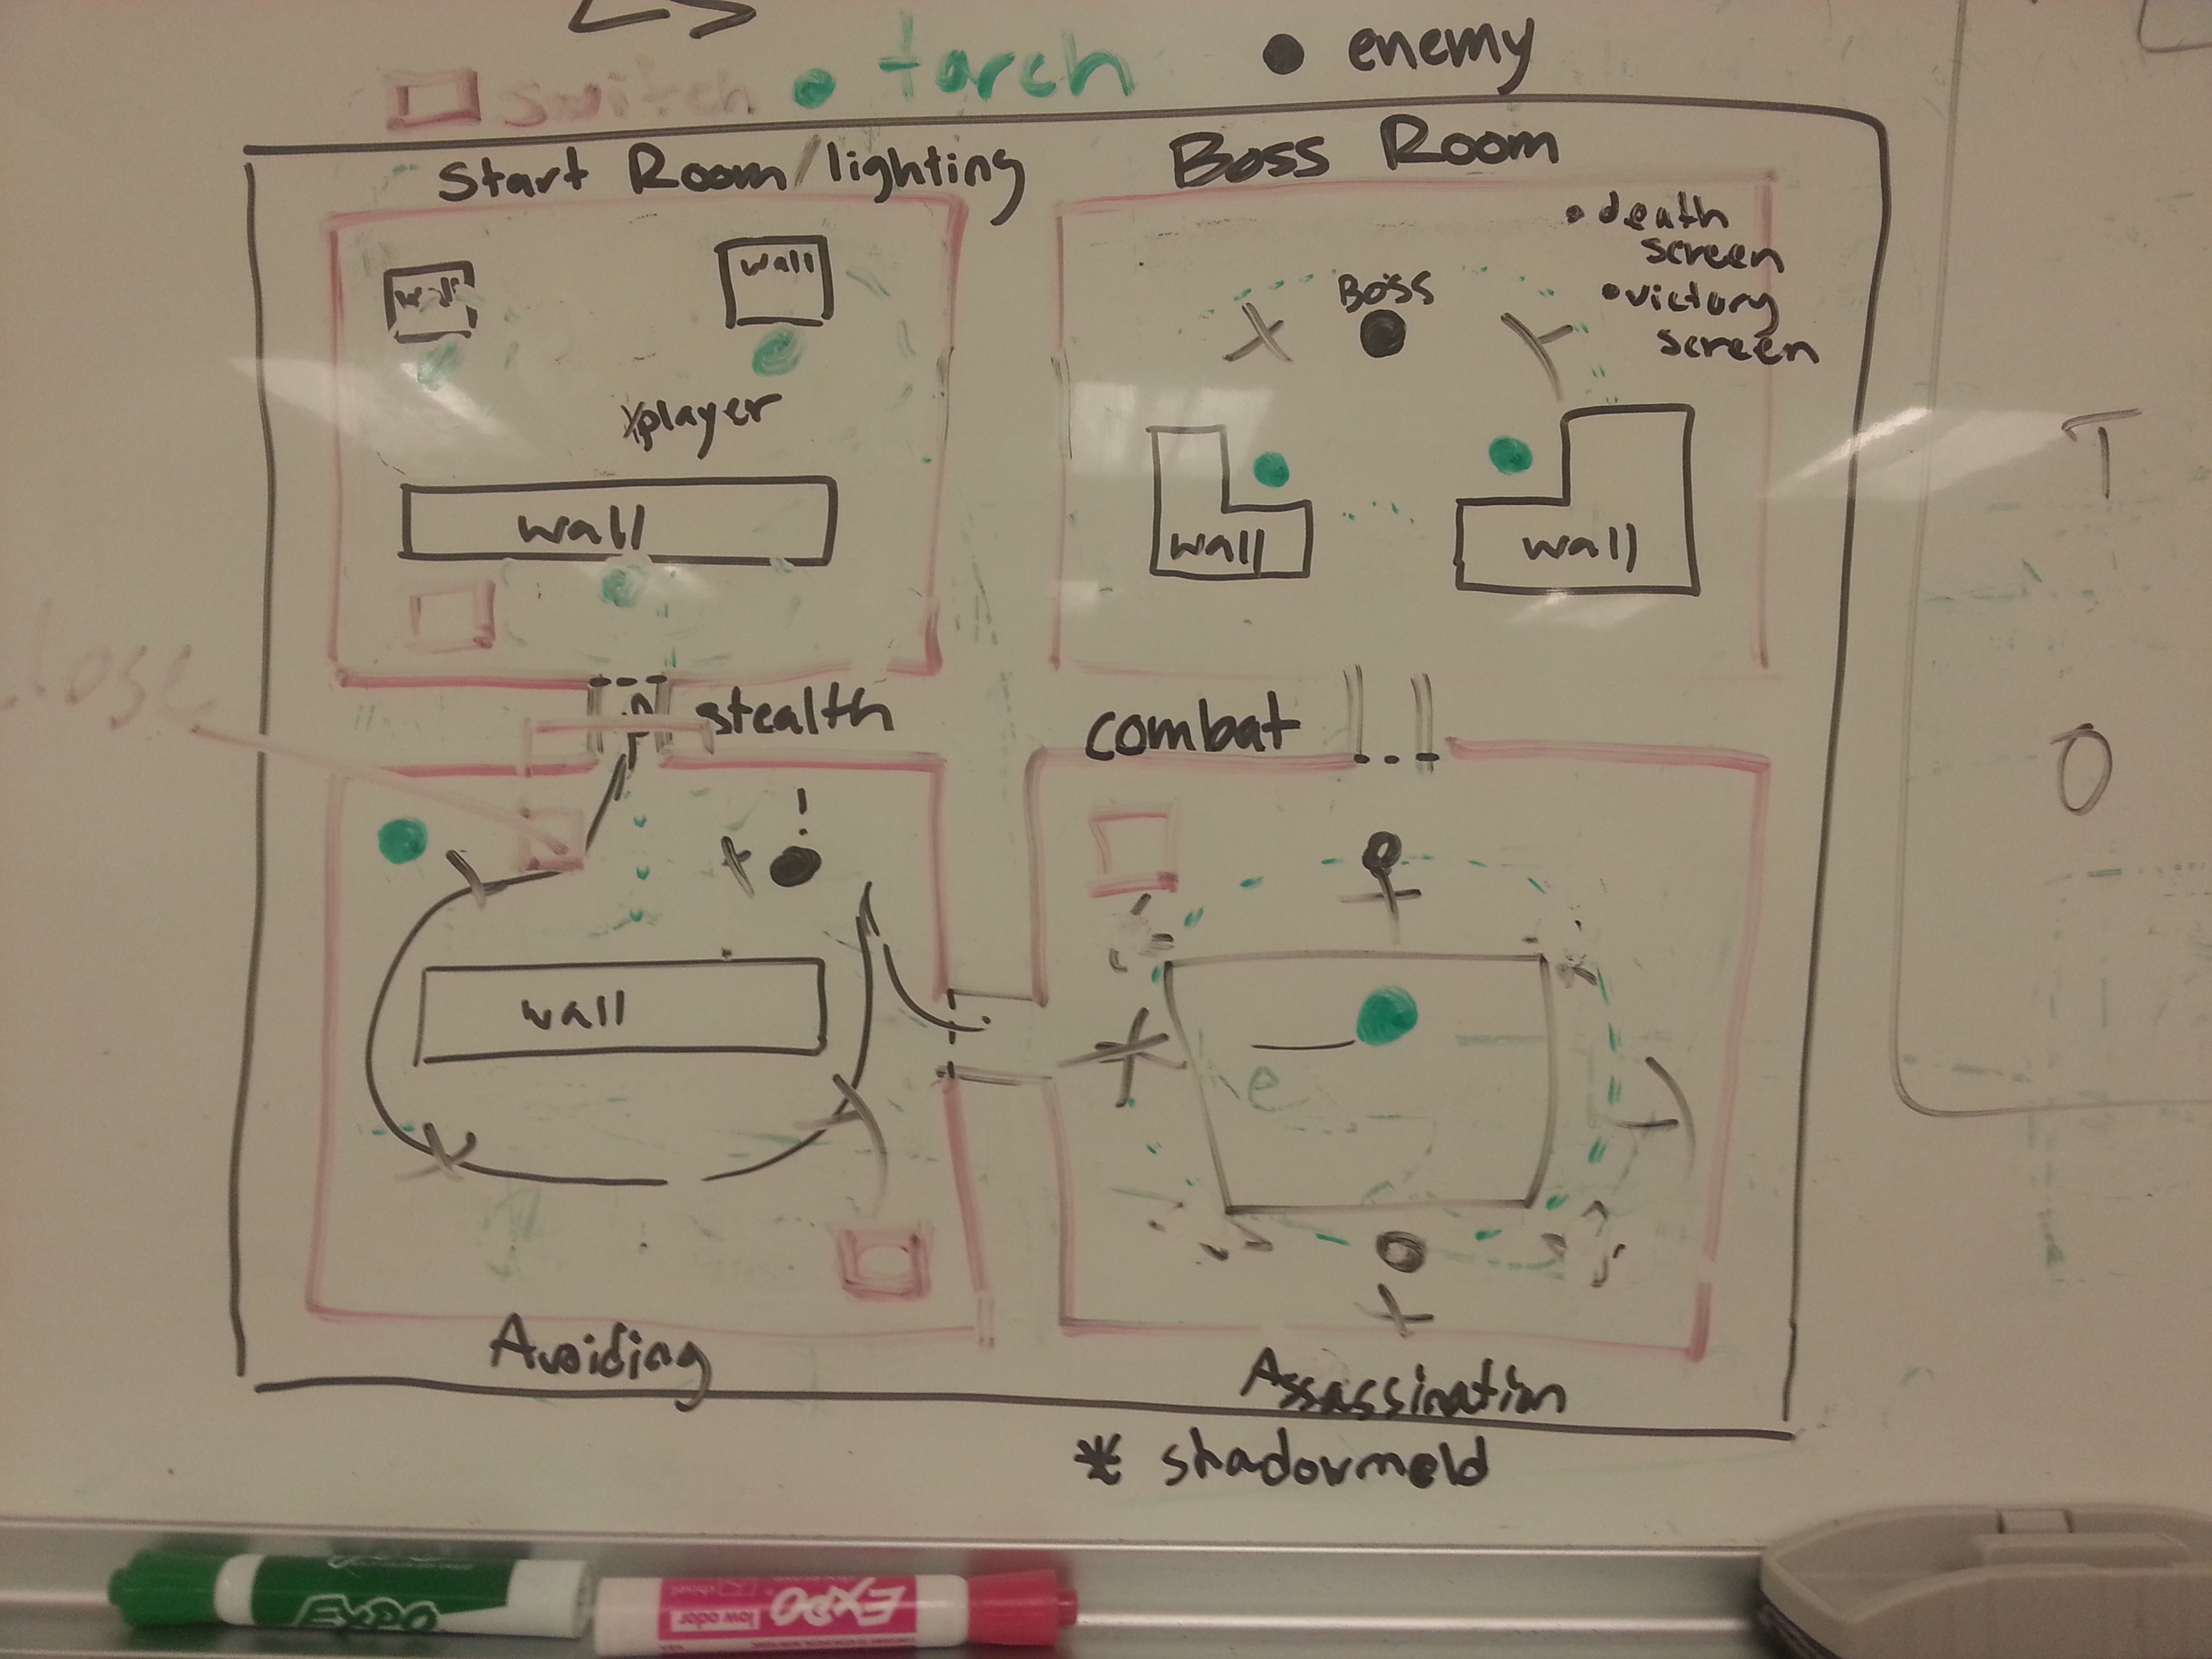 switch
torch
enemy
Start Room/lighting
Boss Room
wall
wall
• death
screen
• victory
screen
Boss
xplayer
wall
wall
wall
close
stealth
combat
!
wall
Avoiding
Assassination
* shadowmeld
T
O
EXPO
EXPO
low odor